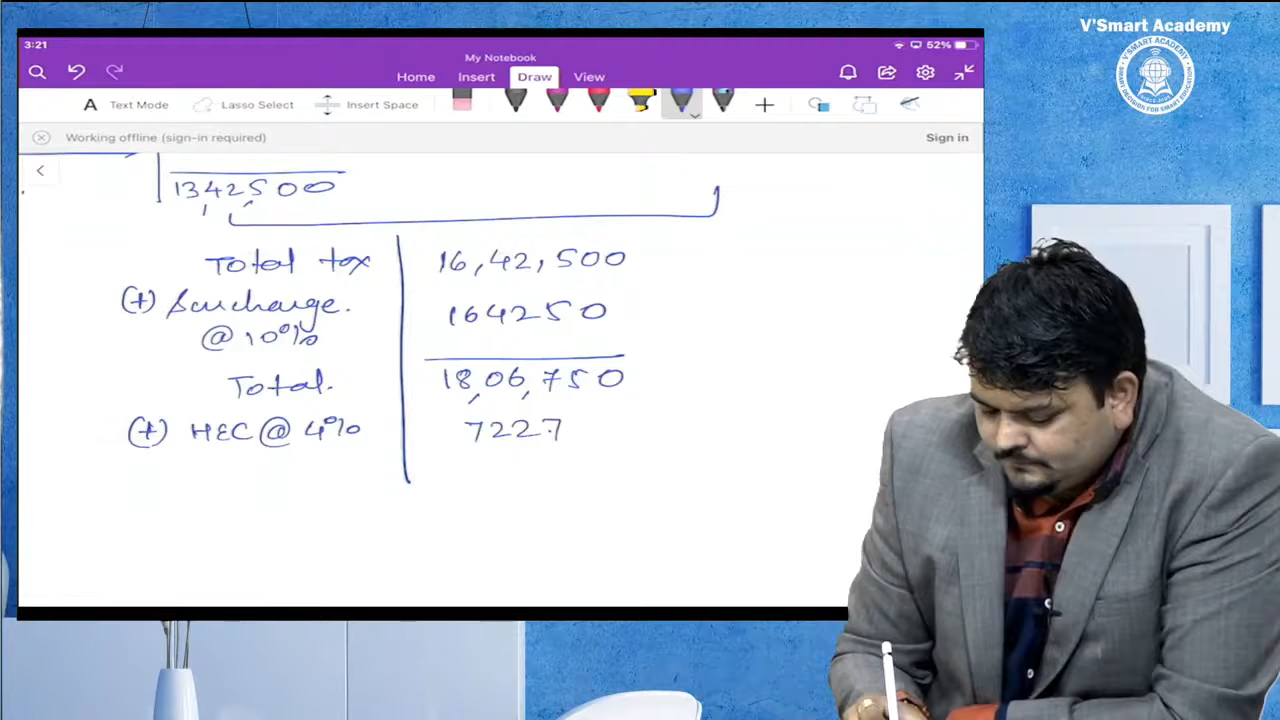 V'Smart Academy
3:21
52%
My Notebook
Home Insert Draw View
A Text Mode Lasso Select Insert Space
Working offline (sign-in required) Sign in
1342500
Total tax 16,42,500
(+) Surcharge. 164250
@ 10%
Total. 18,06,750
(+) HEC @ 4% 7227